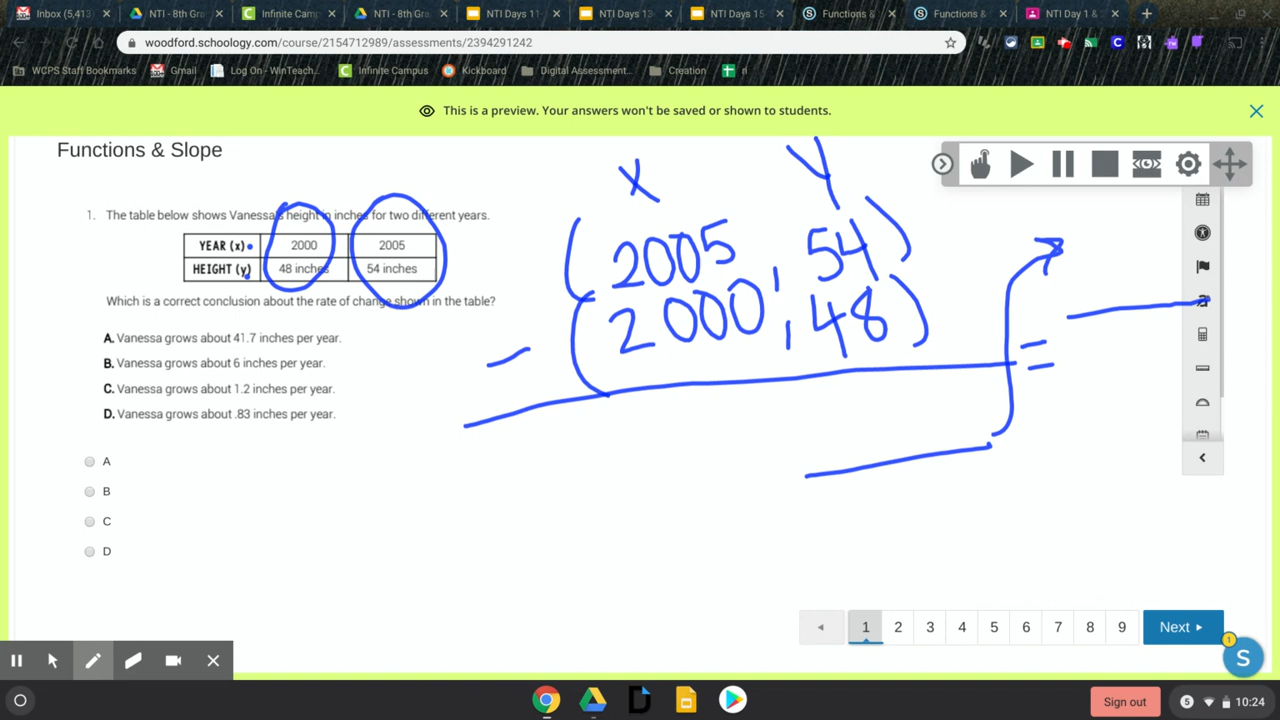 Inbox (5,413)
NTI - 8th Gra
Infinite Cam
NTI - 8th Gra
NTI Days 11
NTI Days 13
NTI Days 15
Functions &
Functions &
NTI Day 1 &
woodford.schoology.com/course/2154712989/assessments/2394291242
WCPS Staff Bookmarks
Gmail
Log On - WinTeach...
Infinite Campus
Kickboard
Digital Assessment...
Creation
n
This is a preview. Your answers won't be saved or shown to students.
Functions & Slope
1. The table below shows Vanessa's height in inches for two different years.
YEAR (x) 2000 2005
HEIGHT (y) 48 inches 54 inches
Which is a correct conclusion about the rate of change shown in the table?
A. Vanessa grows about 41.7 inches per year.
B. Vanessa grows about 6 inches per year.
C. Vanessa grows about 1.2 inches per year.
D. Vanessa grows about .83 inches per year.
A
B
C
D
x y
(2005, 54)
- (2000, 48) =
1 2 3 4 5 6 7 8 9 Next
1
S
Sign out
5
10:24